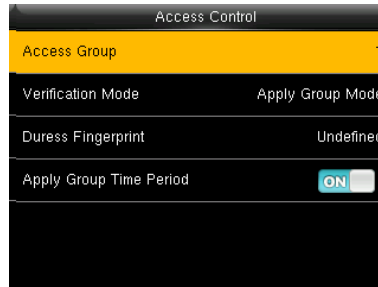 Access Control
Access Group
Verification Mode Apply Group Mode
Duress Fingerprint Undefined
Apply Group Time Period ON